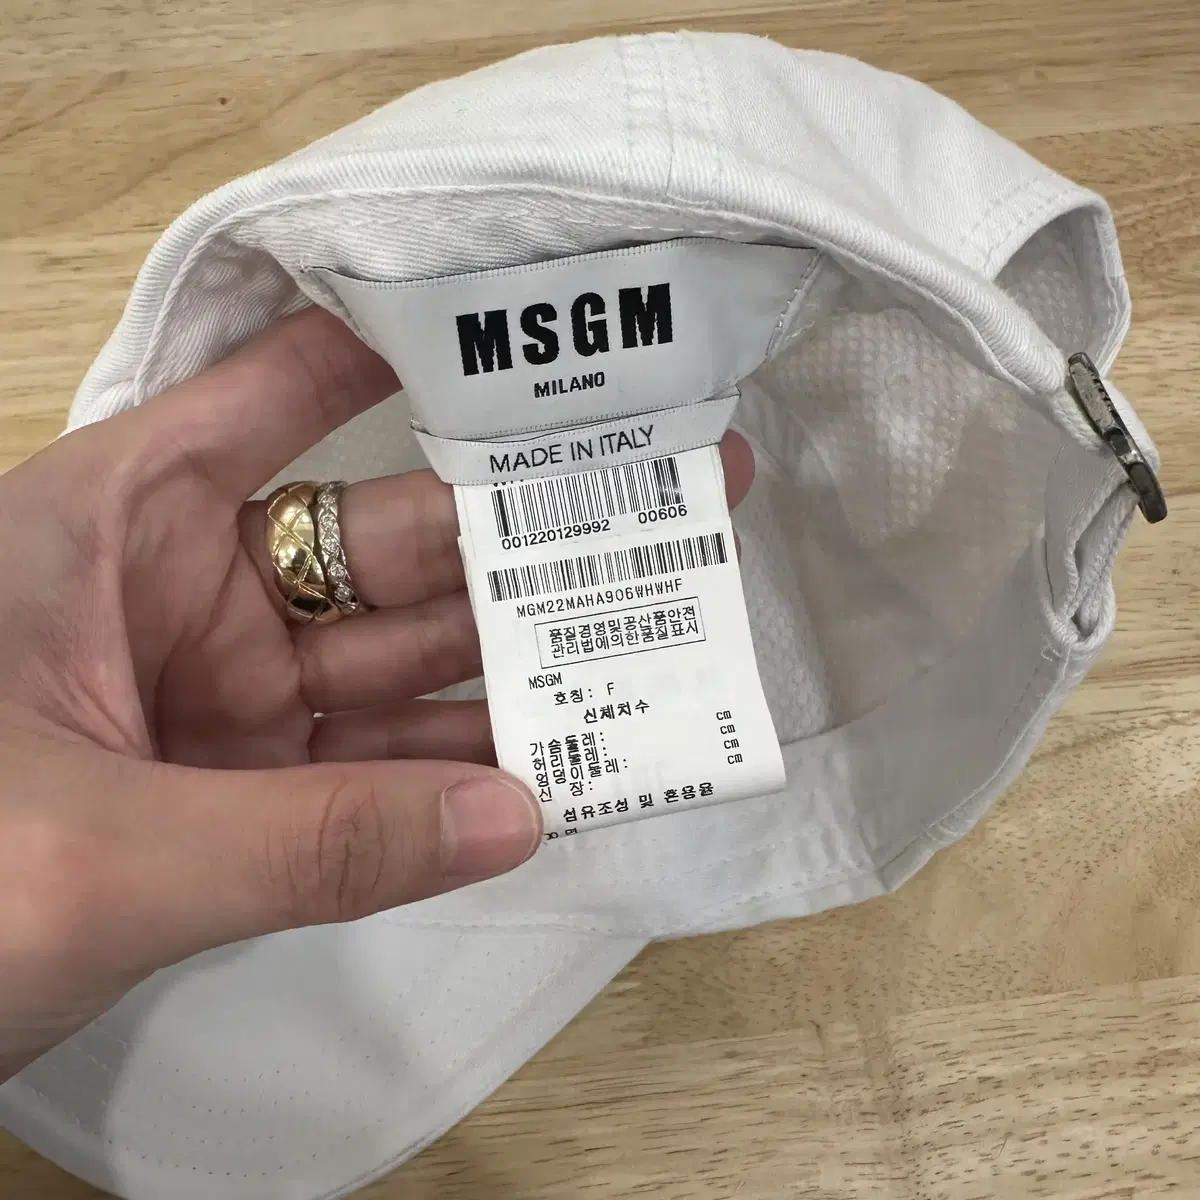 MSGM
MILANO
MADE IN ITALY
001220129992 00606
MGM22MAHA906WHWHF
품질경영및공산품안전
관리법에의한품질표시
MSGM
호칭: F
신체치수
가슴둘레: cm
허리둘레: cm
엉덩이둘레: cm
신 장: cm
섬유조성 및 혼용율